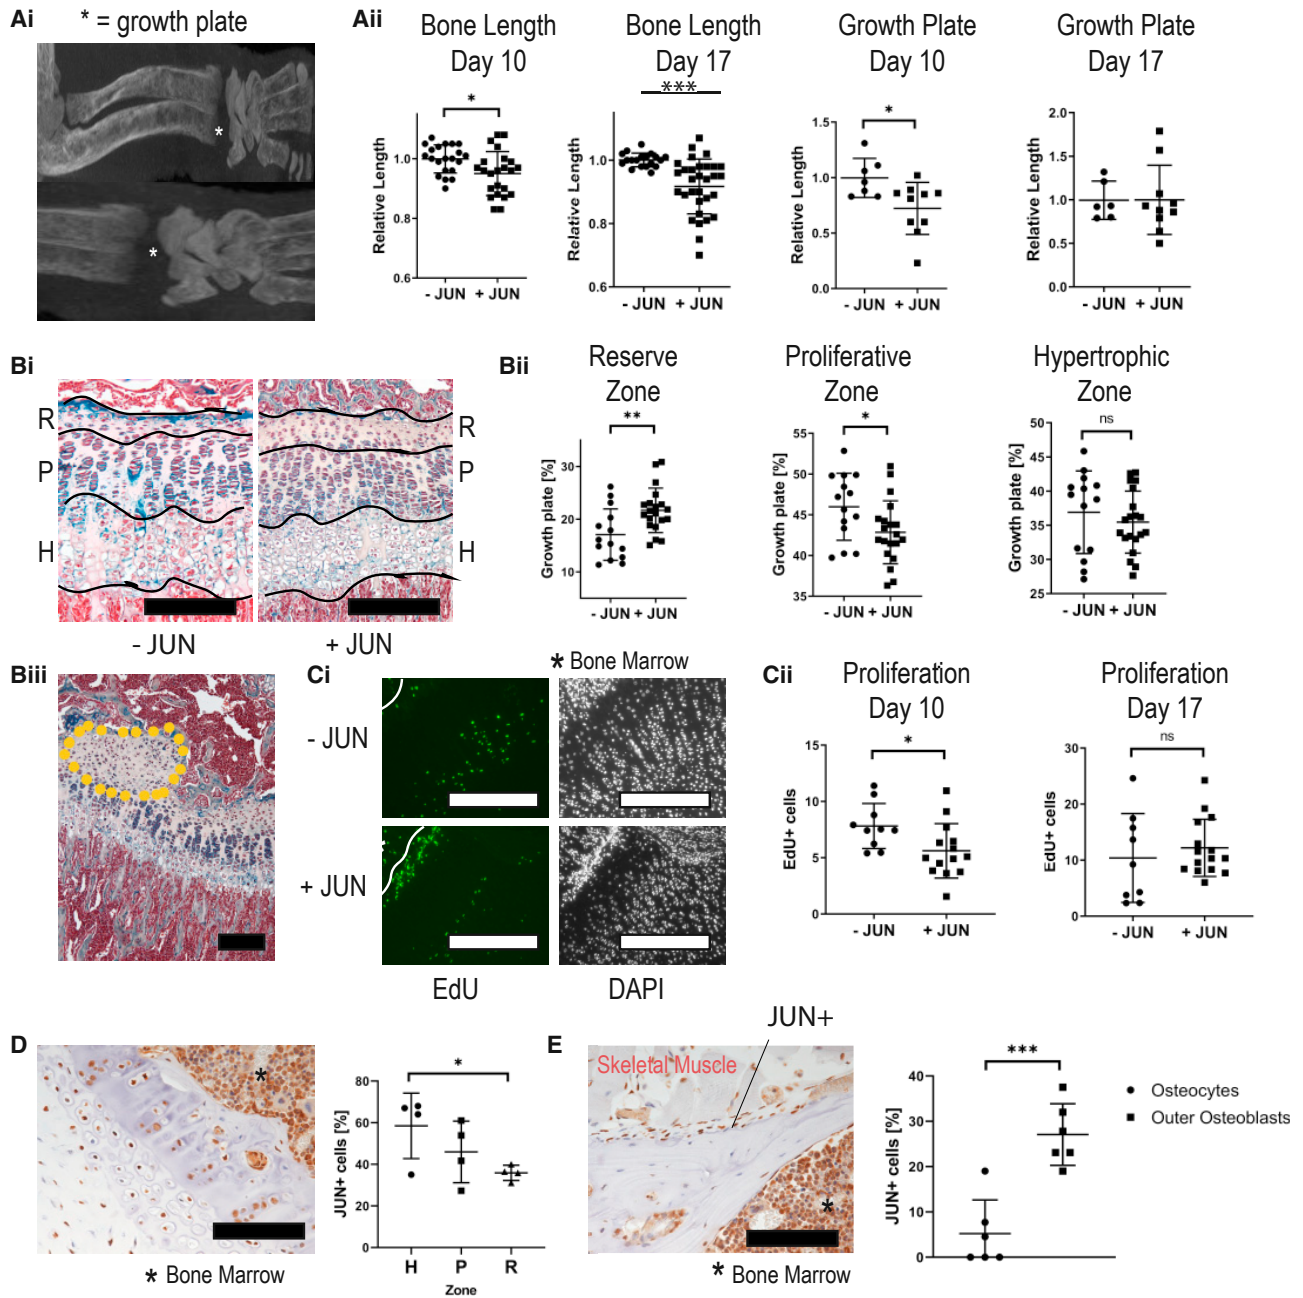 Ai
* = growth plate
*
*
Aii
Bone Length
Day 10
*
Relative Length
1.0
0.8
0.6
- JUN + JUN
Bone Length
Day 17
***
Relative Length
1.0
0.8
0.6
- JUN + JUN
Growth Plate
Day 10
*
Relative Length
1.5
1.0
0.5
0.0
- JUN + JUN
Growth Plate
Day 17
Relative Length
2.0
1.5
1.0
0.5
0.0
- JUN + JUN
Bi
R
P
H
R
P
H
- JUN
+ JUN
Bii
Reserve
Zone
**
Growth plate [%]
30
20
10
- JUN + JUN
Proliferative
Zone
*
Growth plate [%]
55
50
45
40
35
- JUN + JUN
Hypertrophic
Zone
ns
Growth plate [%]
50
45
40
35
30
25
- JUN + JUN
Biii
Ci
* Bone Marrow
- JUN
+ JUN
EdU
DAPI
Cii
Proliferation
Day 10
*
EdU+ cells
15
10
5
0
- JUN + JUN
Proliferation
Day 17
ns
EdU+ cells
30
20
10
0
- JUN + JUN
D
*
* Bone Marrow
*
JUN+ cells [%]
80
60
40
20
0
H P R
Zone
E
JUN+
Skeletal Muscle
*
* Bone Marrow
***
JUN+ cells [%]
40
30
20
10
0
Osteocytes
Outer Osteoblasts